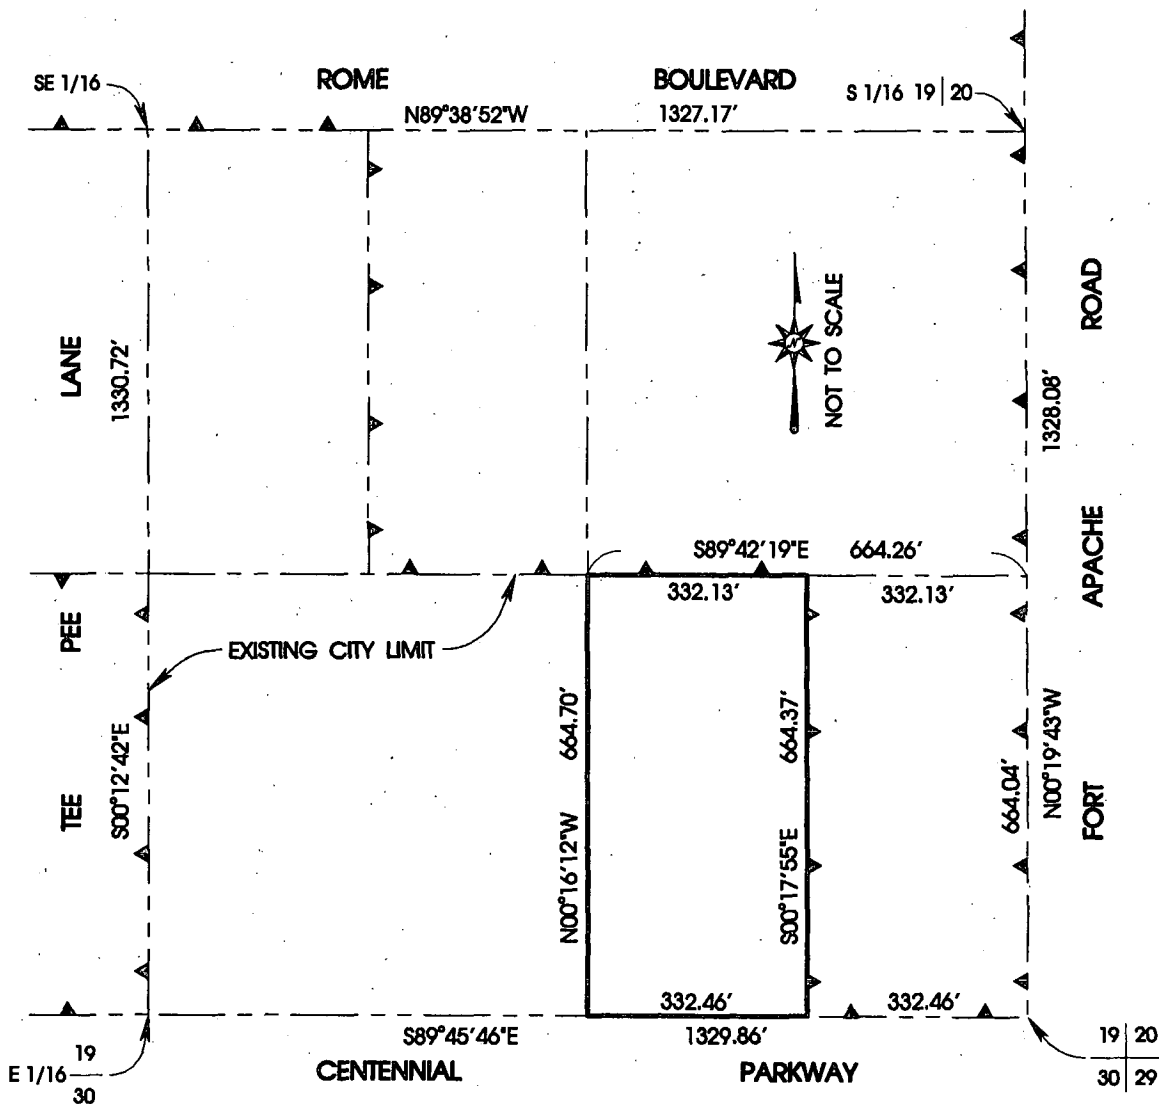 ROME BOULEVARD
SE 1/16
S 1/16 19 | 20
N89°38'52"W 1327.17'
LANE
1330.72'
N
NOT TO SCALE
ROAD
1328.08'
S89°42'19"E 664.26'
332.13' 332.13'
APACHE
PEE
EXISTING CITY LIMIT
664.70'
664.37'
S00°12'42"E
TEE
N00°16'12"W
S00°17'55"E
664.04'
N00°19'43"W
FORT
332.46' 332.46'
S89°45'46"E 1329.86'
CENTENNIAL PARKWAY
19
E 1/16
30
19 | 20
30 | 29